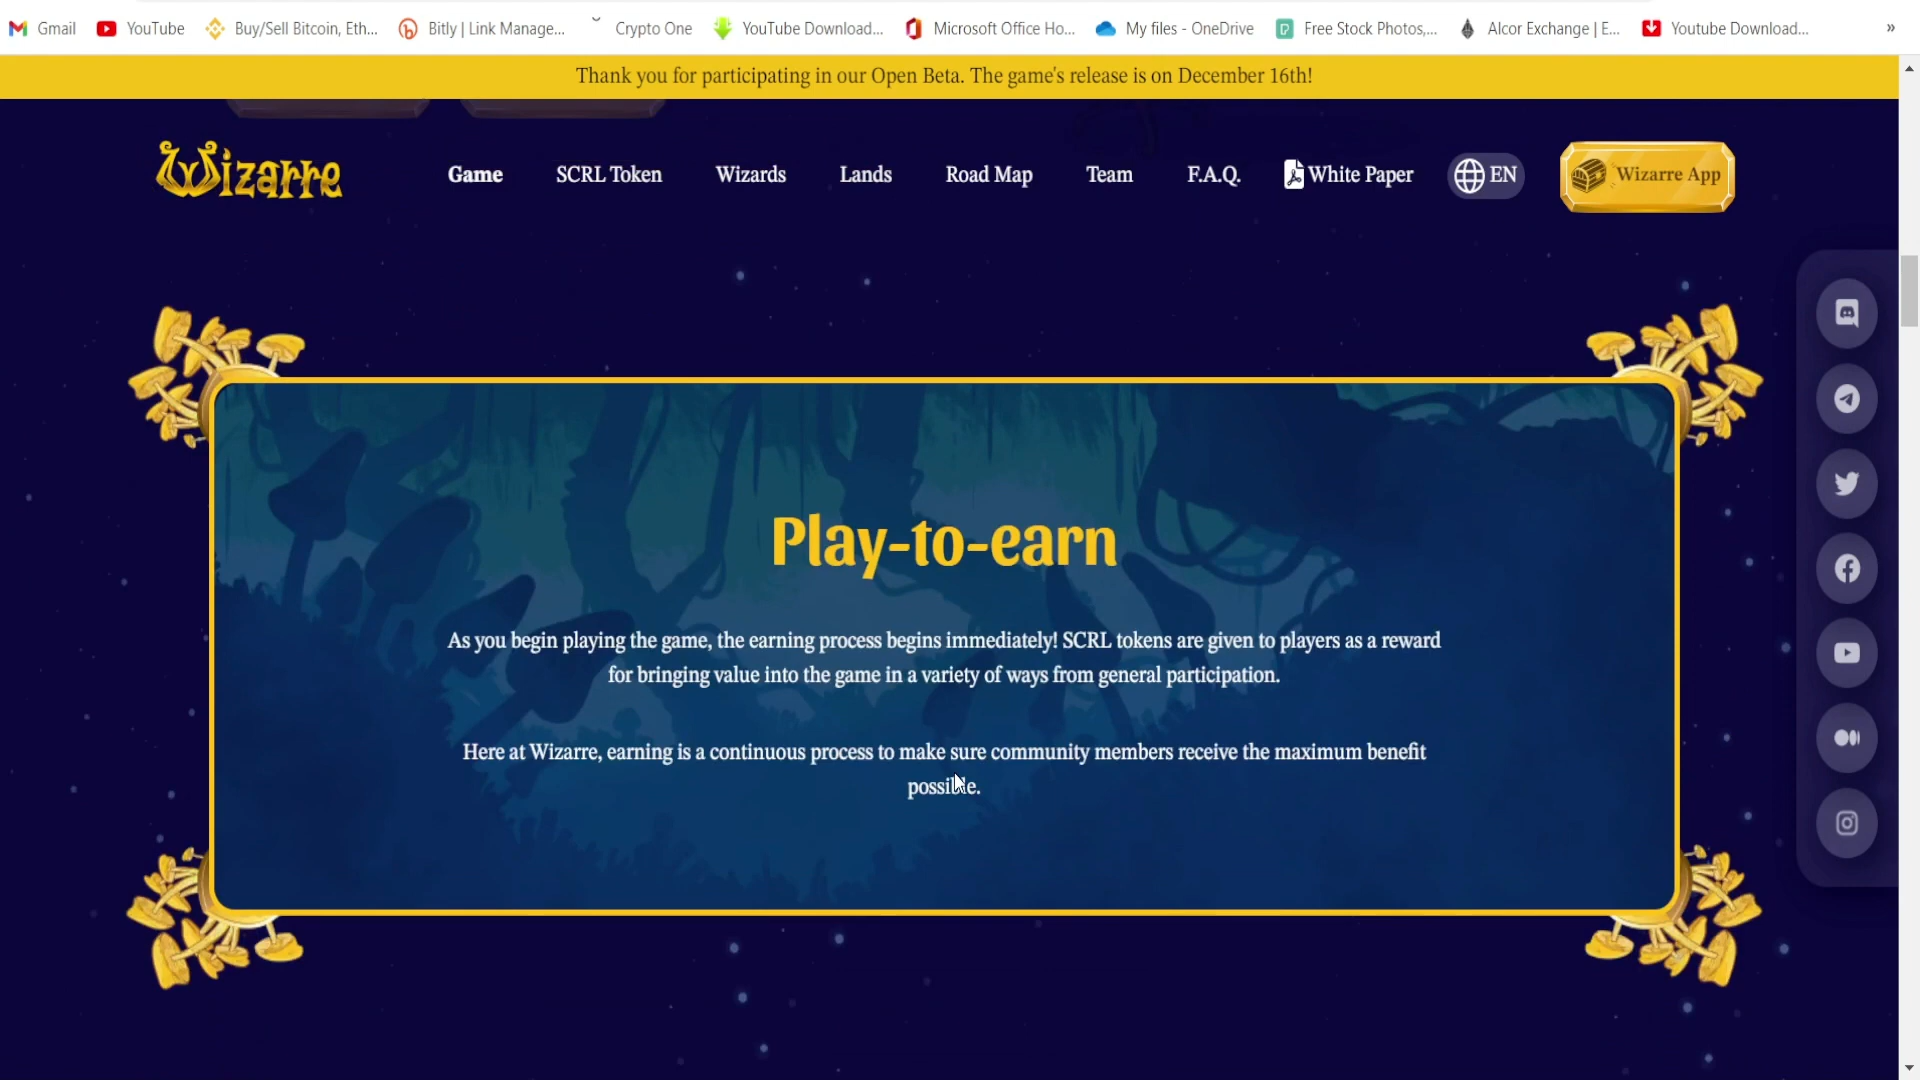 Gmail YouTube Buy/Sell Bitcoin, Eth... Bitly | Link Manage... Crypto One YouTube Download... Microsoft Office Ho... My files - OneDrive Free Stock Photos,... Alcor Exchange | E... Youtube Download... »
Thank you for participating in our Open Beta. The game's release is on December 16th!
Wizarre Game SCRL Token Wizards Lands Road Map Team F.A.Q. White Paper EN Wizarre App
Play-to-earn
As you begin playing the game, the earning process begins immediately! SCRL tokens are given to players as a reward
for bringing value into the game in a variety of ways from general participation.
Here at Wizarre, earning is a continuous process to make sure community members receive the maximum benefit
possible.